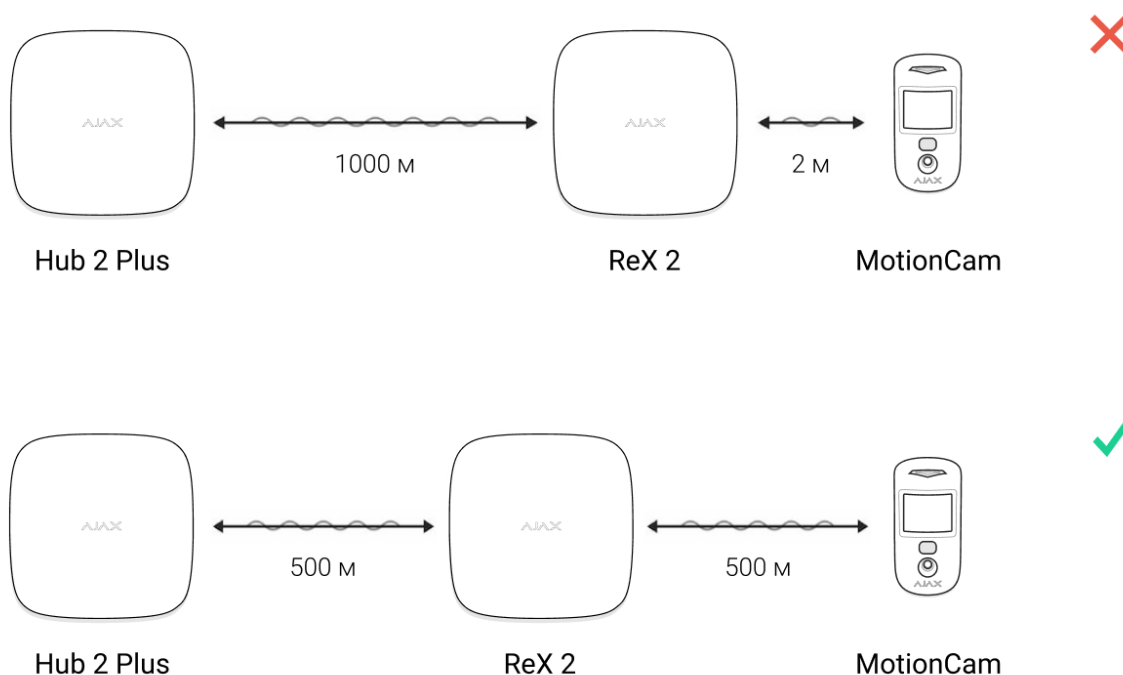 AJAX
AJAX
AJAX
1000 м
2 м
Hub 2 Plus
ReX 2
MotionCam
AJAX
AJAX
AJAX
500 м
500 м
Hub 2 Plus
ReX 2
MotionCam